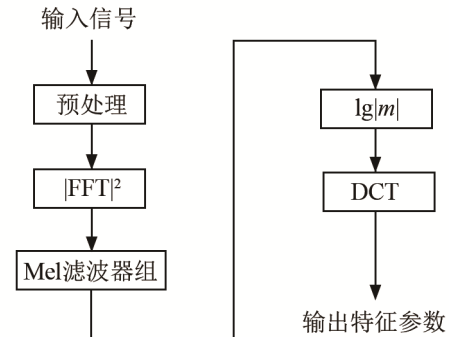 输入信号
预处理
|FFT|²
Mel滤波器组
lg|m|
DCT
输出特征参数